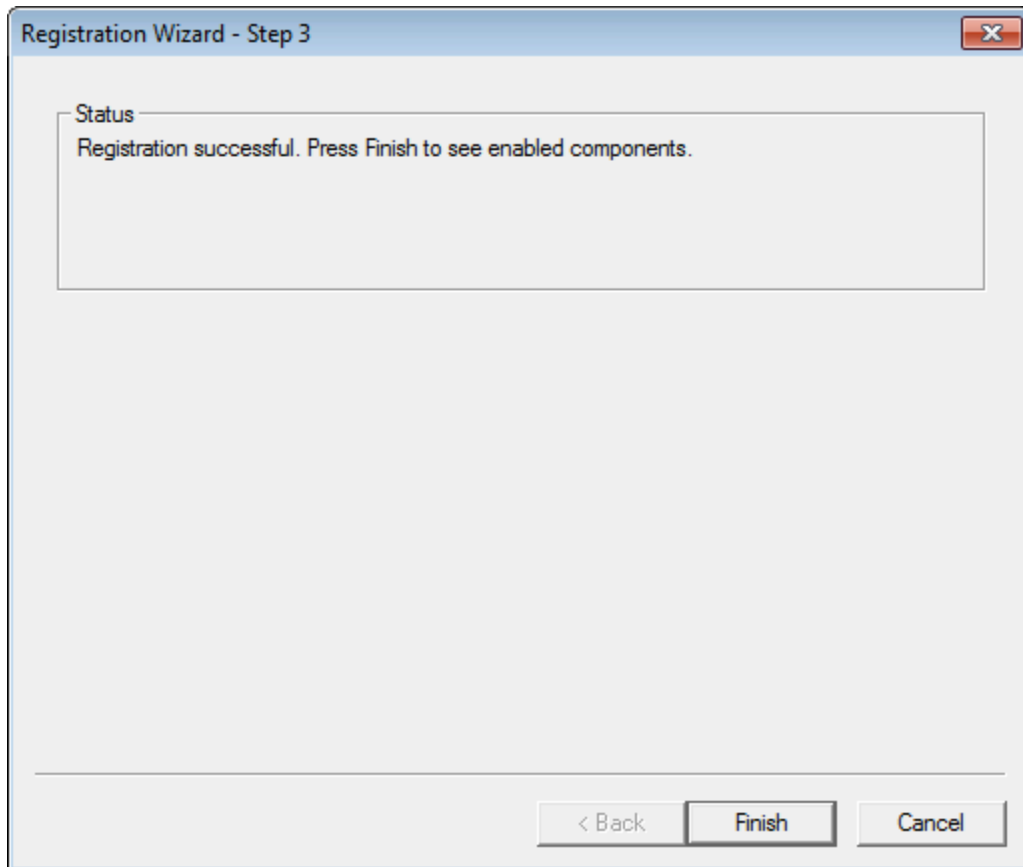 Registration Wizard - Step 3
Status
Registration successful. Press Finish to see enabled components.
< Back
Finish
Cancel